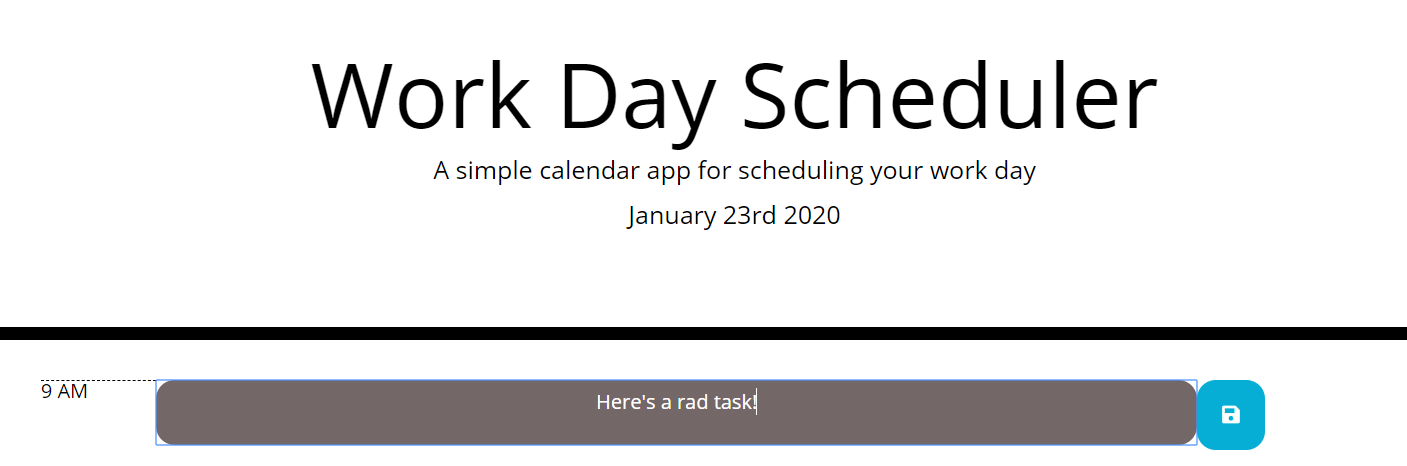 Work Day Scheduler
A simple calendar app for scheduling your work day
January 23rd 2020
9 AM
Here's a rad task!